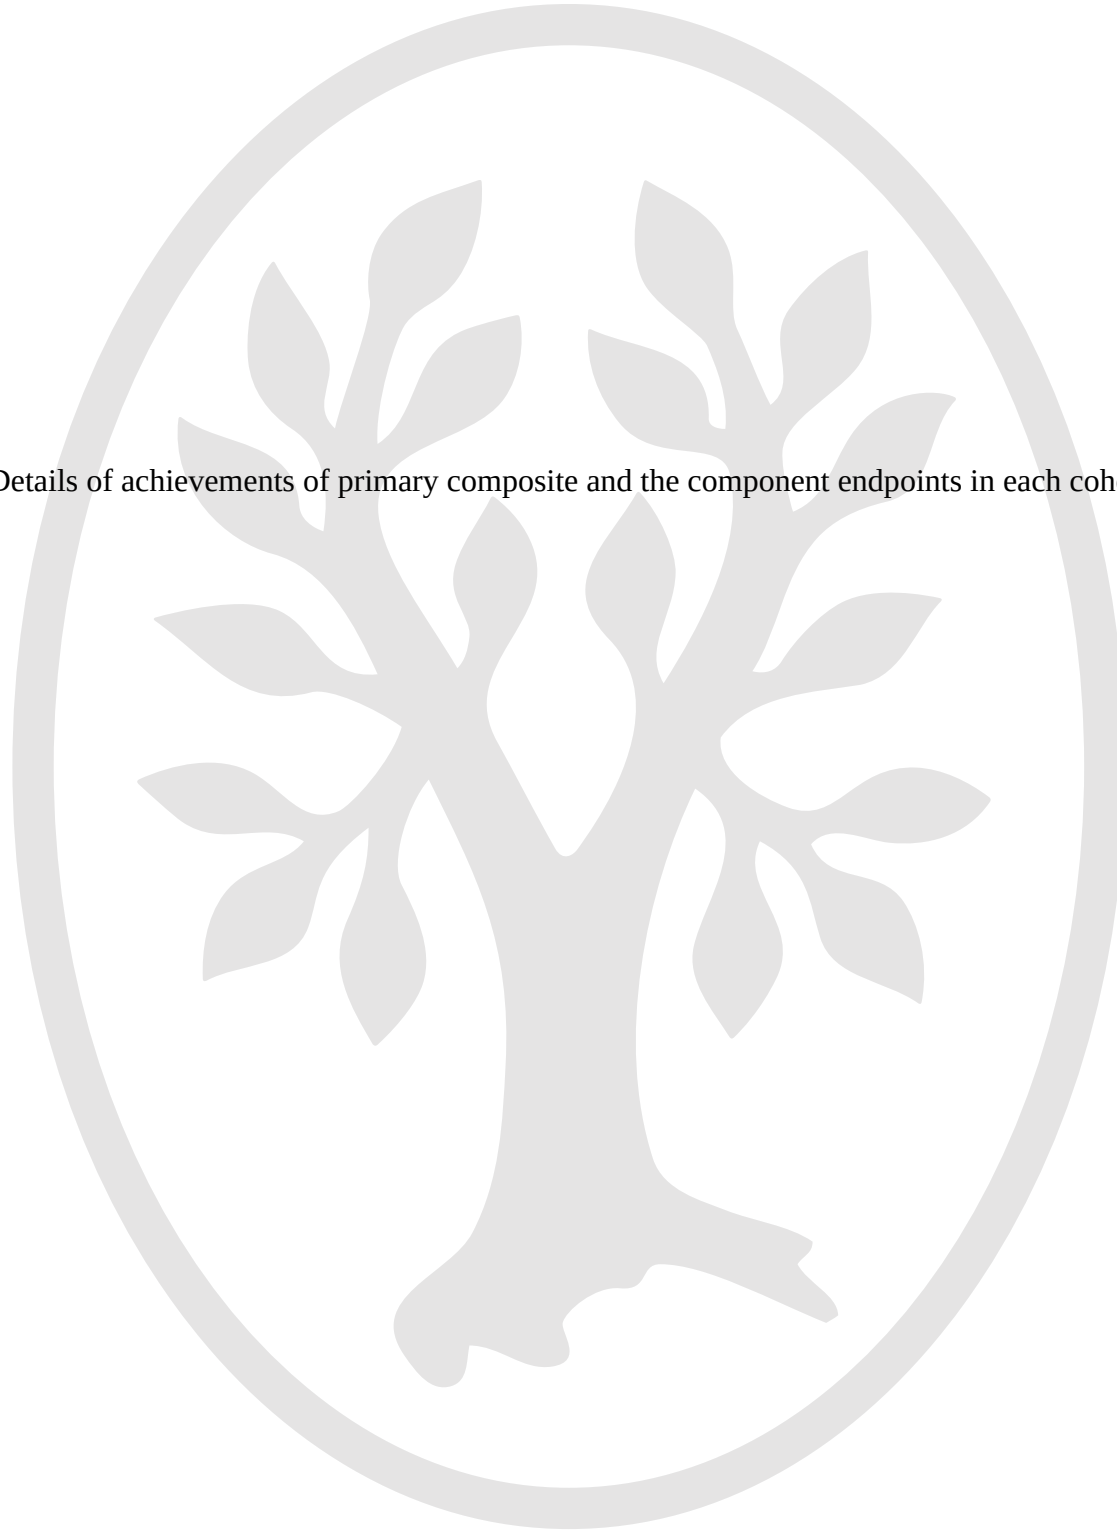 Details of achievements of primary composite and the component endpoints in each